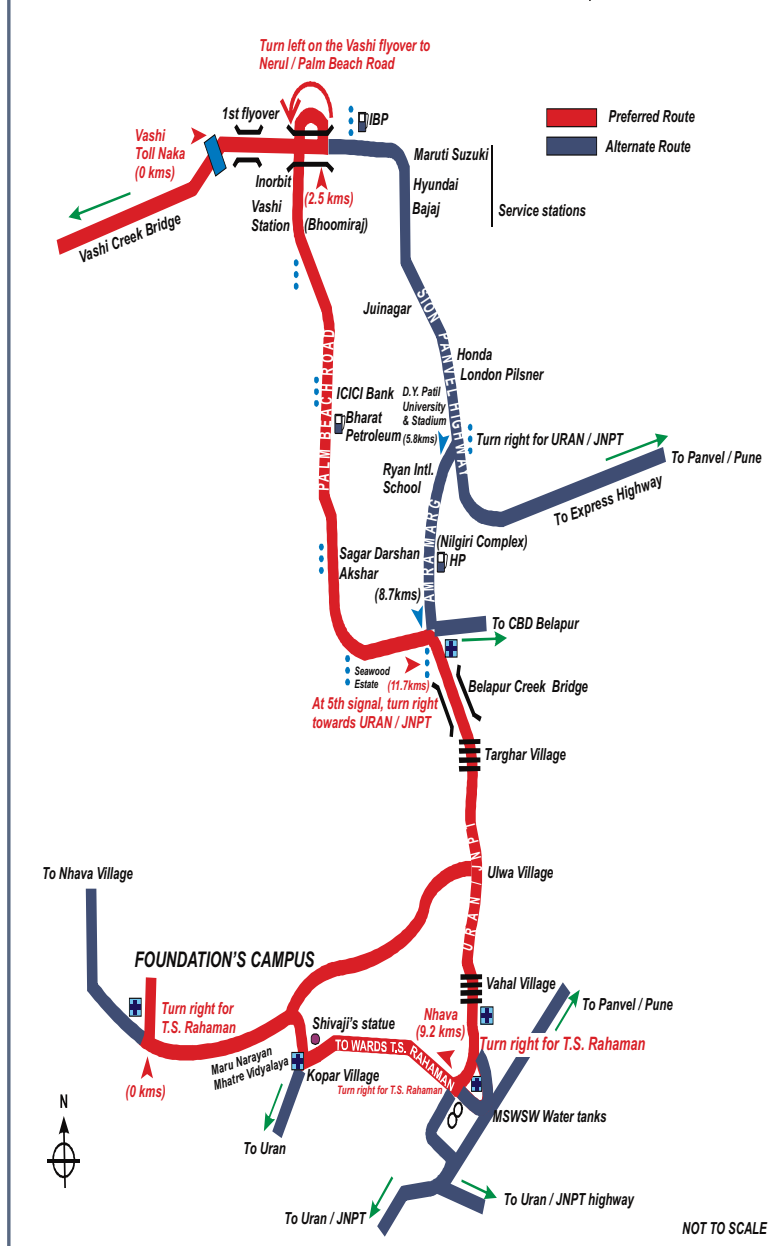 Turn left on the Vashi flyover to
Nerul / Palm Beach Road
1st flyover
IBP
Preferred Route
Alternate Route
Vashi
Toll Naka
(0 kms)
Maruti Suzuki
Hyundai
Bajaj
Service stations
Inorbit
(2.5 kms)
Vashi
Station
(Bhoomiraj)
Vashi Creek Bridge
SION PANVEL HIGHWAY
Juinagar
Honda
London Pilsner
PALM BEACH ROAD
ICICI Bank
Bharat
Petroleum
D.Y. Patil
University
& Stadium
(5.8kms)
Turn right for URAN / JNPT
To Panvel / Pune
To Express Highway
Ryan Intl.
School
AMRA MARG
(Nilgiri Complex)
HP
Sagar Darshan
Akshar
(8.7kms)
To CBD Belapur
Seawood
Estate
(11.7kms)
At 5th signal, turn right
towards URAN / JNPT
Belapur Creek Bridge
Targhar Village
URAN / JNPT
Ulwa Village
To Nhava Village
FOUNDATION'S CAMPUS
Turn right for
T.S. Rahaman
(0 kms)
Vahal Village
Nhava
(9.2 kms)
Turn right for T.S. Rahaman
To Panvel / Pune
Shivaji's statue
TO WARDS T.S. RAHAMAN
Maru Narayan
Mhatre Vidyalaya
Kopar Village
Turn right for T.S. Rahaman
MSWSW Water tanks
To Uran
N
To Uran / JNPT
To Uran / JNPT highway
NOT TO SCALE